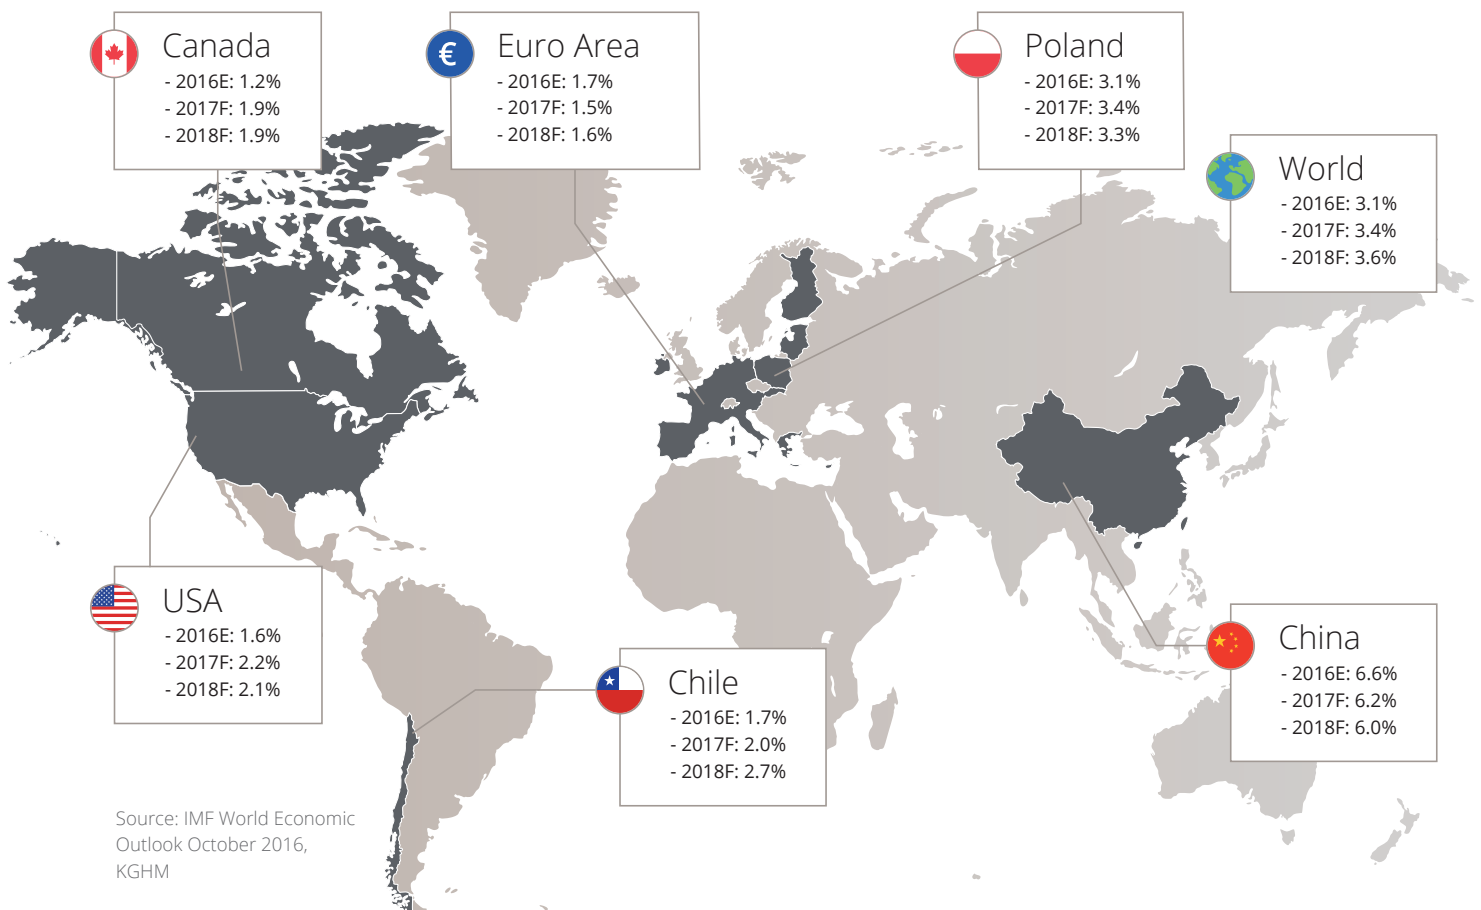 Canada
- 2016E: 1.2%
- 2017F: 1.9%
- 2018F: 1.9%
€
Euro Area
- 2016E: 1.7%
- 2017F: 1.5%
- 2018F: 1.6%
Poland
- 2016E: 3.1%
- 2017F: 3.4%
- 2018F: 3.3%
World
- 2016E: 3.1%
- 2017F: 3.4%
- 2018F: 3.6%
USA
- 2016E: 1.6%
- 2017F: 2.2%
- 2018F: 2.1%
Chile
- 2016E: 1.7%
- 2017F: 2.0%
- 2018F: 2.7%
China
- 2016E: 6.6%
- 2017F: 6.2%
- 2018F: 6.0%
Source: IMF World Economic
Outlook October 2016,
KGHM